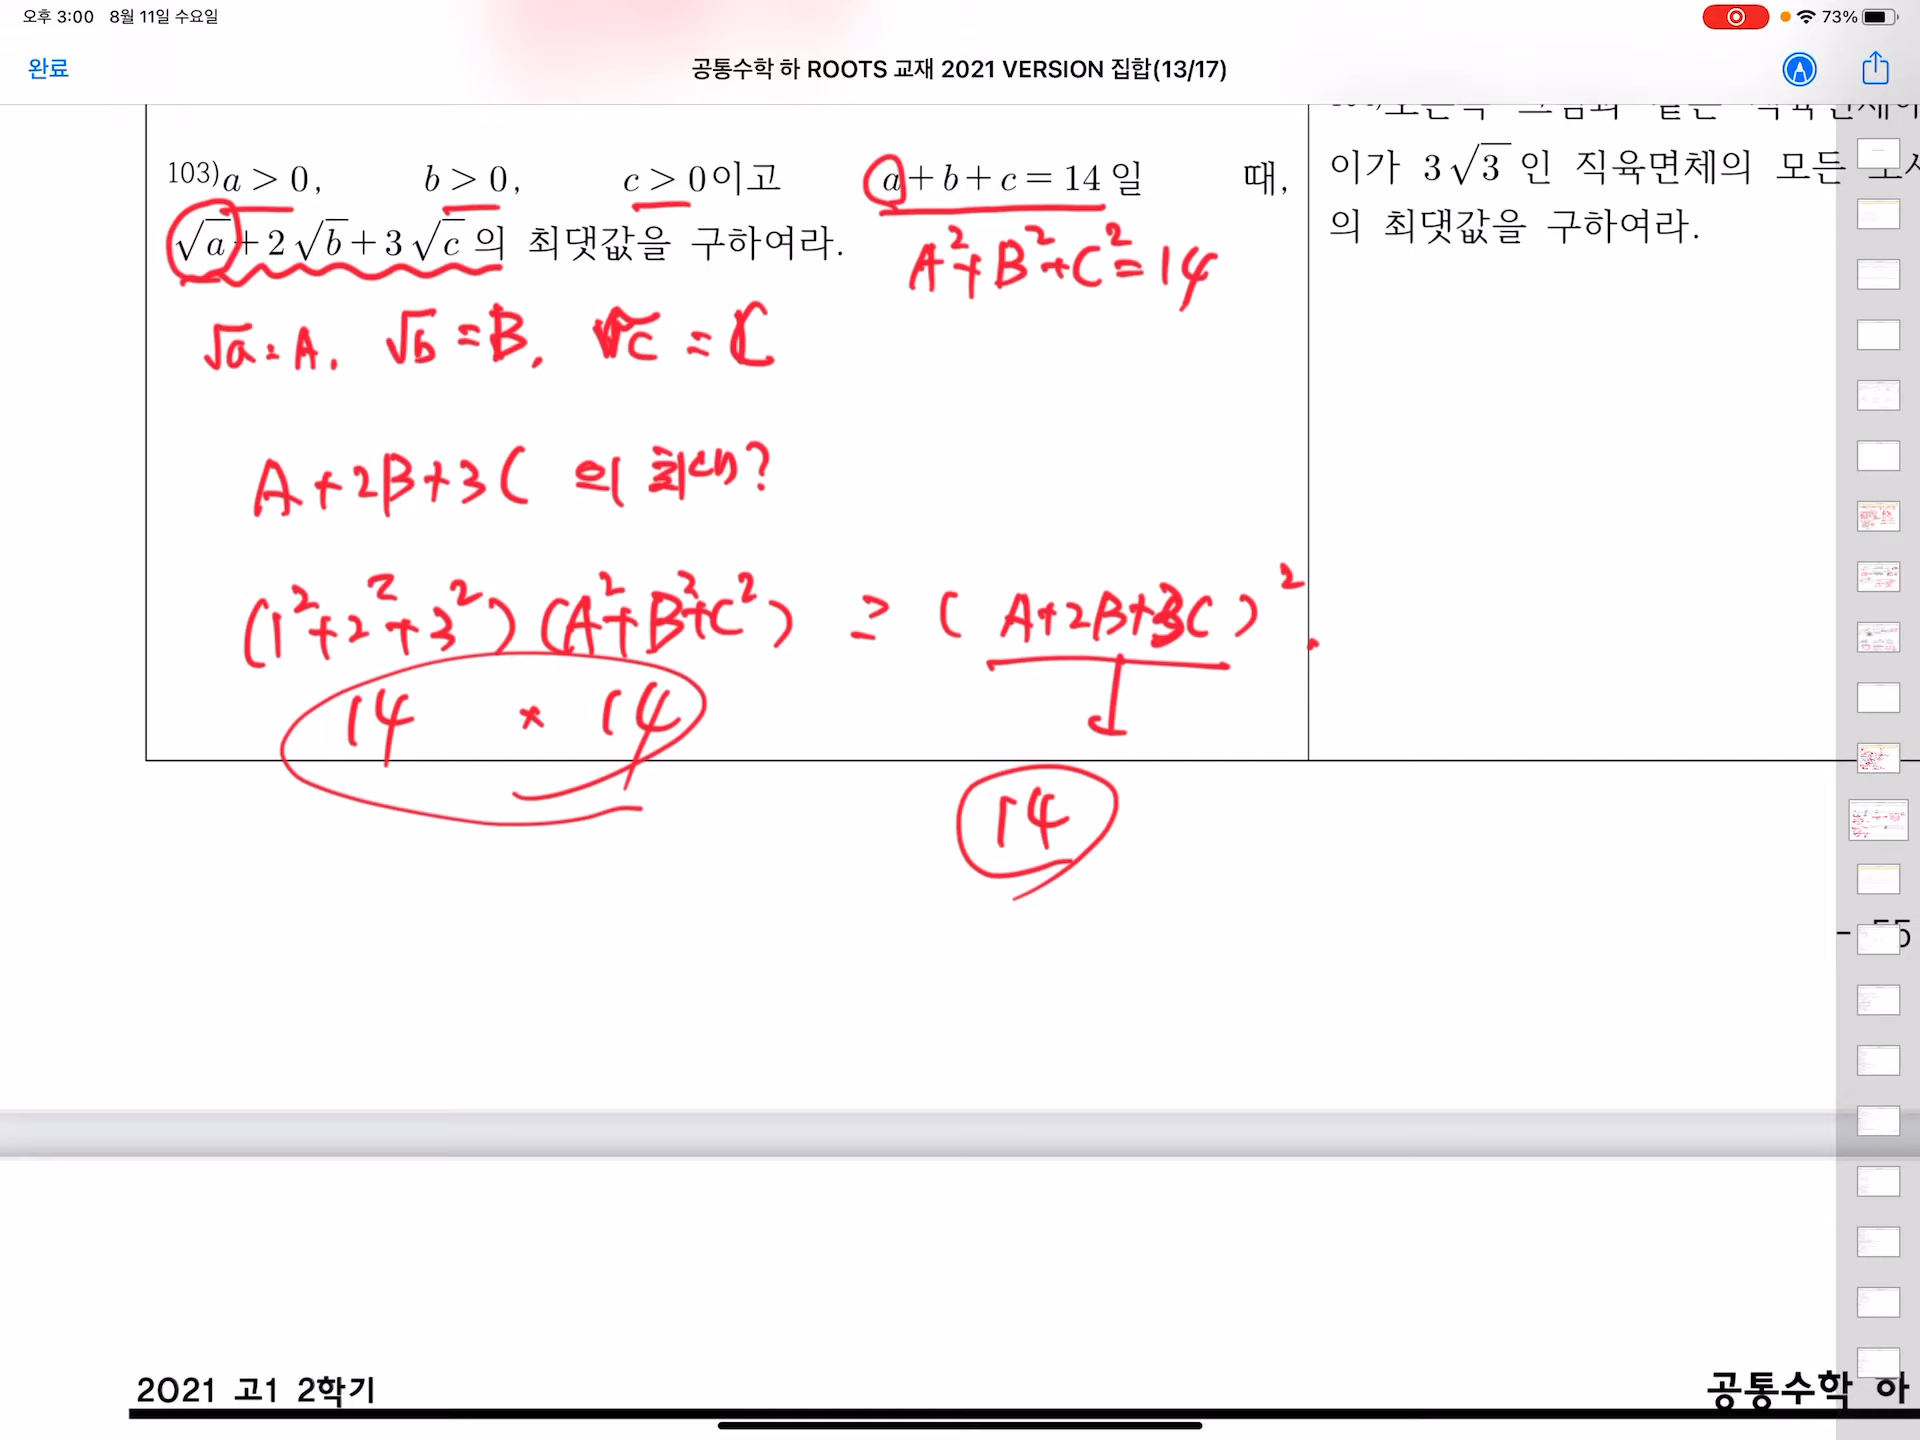 오후 3:00 8월 11일 수요일
73%
완료
공통수학 하 ROOTS 교재 2021 VERSION 집합(13/17)
103) a > 0, b > 0, c > 0이고 a + b + c = 14 일 때,
√a + 2√b + 3√c 의 최댓값을 구하여라.
A² + B² + C² = 14
√a = A, √b = B, √c = C
A + 2B + 3C 의 최대?
(1² + 2² + 3²)(A² + B² + C²) ≥ (A + 2B + 3C)².
14 × 14
14
이가 3√3 인 직육면체의 모든
의 최댓값을 구하여라.
2021 고1 2학기
공통수학 하